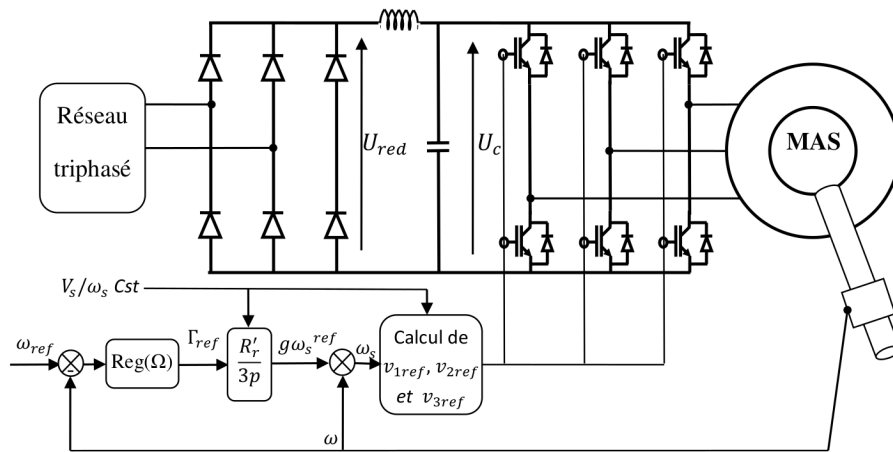 Réseau
triphasé
U_red
U_c
MAS
V_s/ω_s Cst
ω_ref
-
Reg(Ω)
Γ_ref
R'_r
3p
gω_s^ref
ω_s
Calcul de
v_1ref, v_2ref
et v_3ref
ω